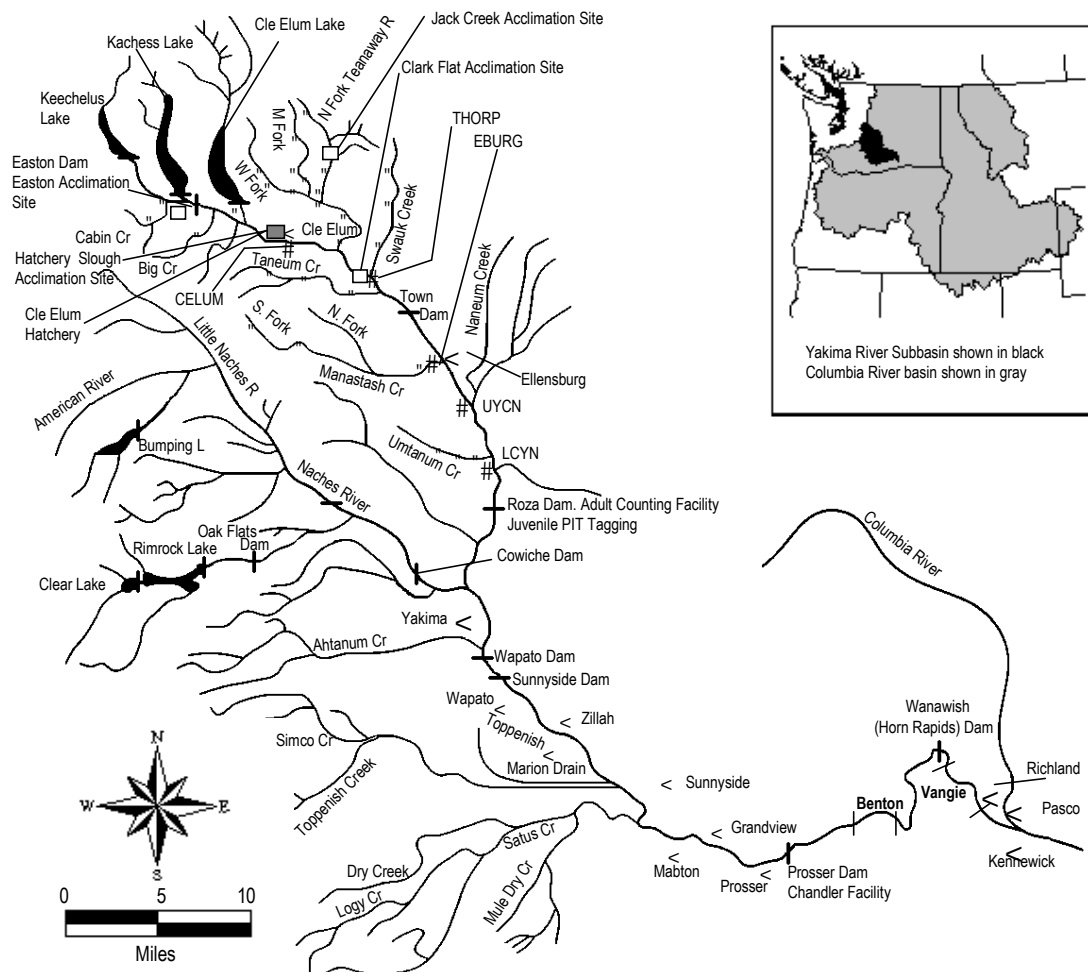 Jack Creek Acclimation Site
Cle Elum Lake
Kachess Lake
Clark Flat Acclimation Site
N Fork Teanaway R
M Fork
Keechelus
Lake
THORP
EBURG
W Fork
Easton Dam
Easton Acclimation
Site
Swauk Creek
Cabin Cr
Cle Elum
Hatchery Slough
Acclimation Site
Big Cr
Taneum Cr
CELUM
Naneum Creek
Town
Dam
Cle Elum
Hatchery
S. Fork
N. Fork
Little Naches R
Manastash Cr
Ellensburg
American River
UYCN
Bumping L
Umtanum Cr
LCYN
Naches River
Roza Dam. Adult Counting Facility
Juvenile PIT Tagging
Oak Flats
Dam
Rimrock Lake
Cowiche Dam
Clear Lake
Columbia River
Yakima
Ahtanum Cr
Wapato Dam
Sunnyside Dam
Wapato
Zillah
Toppenish
Simco Cr
Marion Drain
Toppenish Creek
Sunnyside
Wanawish
(Horn Rapids) Dam
Richland
Vangie
Benton
Pasco
Grandview
Kennewick
Satus Cr
Mabton
Prosser
Prosser Dam
Chandler Facility
Dry Creek
Logy Cr
Mule Dry Cr
N
W
E
S
0
5
10
Miles
Yakima River Subbasin shown in black
Columbia River basin shown in gray